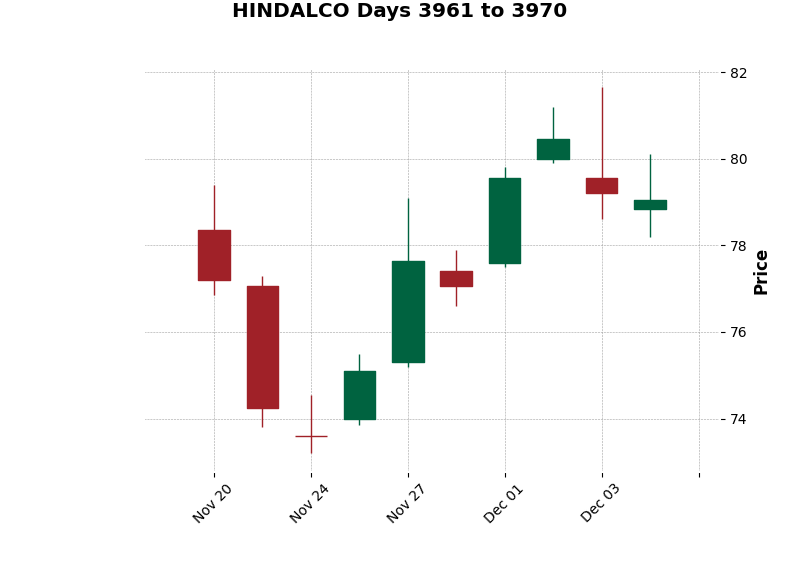 HINDALCO Days 3961 to 3970
82
80
78
76
74
Price
Nov 20
Nov 24
Nov 27
Dec 01
Dec 03